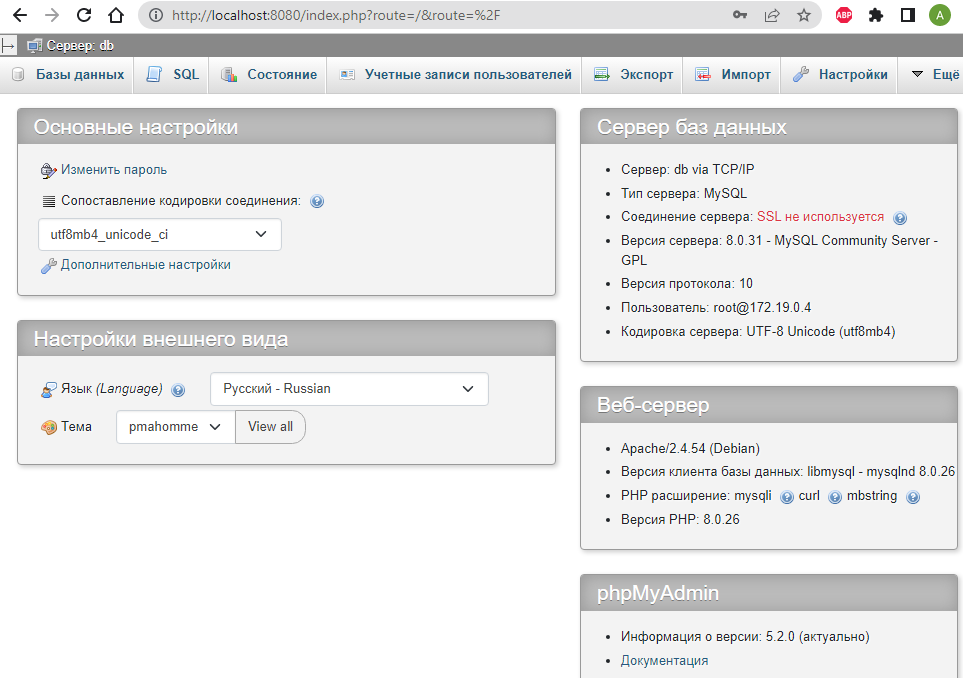 http://localhost:8080/index.php?route=/&route=%2F
ABP
A
Сервер: db
Базы данных
SQL
Состояние
Учетные записи пользователей
Экспорт
Импорт
Настройки
Ещё
Основные настройки
Изменить пароль
Сопоставление кодировки соединения:
utf8mb4_unicode_ci
Дополнительные настройки
Настройки внешнего вида
Язык (Language)
Русский - Russian
Тема
pmahomme
View all
Сервер баз данных
Сервер: db via TCP/IP
Тип сервера: MySQL
Соединение сервера: SSL не используется
Версия сервера: 8.0.31 - MySQL Community Server -
GPL
Версия протокола: 10
Пользователь: root@172.19.0.4
Кодировка сервера: UTF-8 Unicode (utf8mb4)
Веб-сервер
Apache/2.4.54 (Debian)
Версия клиента базы данных: libmysql - mysqlnd 8.0.26
PHP расширение: mysqli curl mbstring
Версия PHP: 8.0.26
phpMyAdmin
Информация о версии: 5.2.0 (актуально)
Документация